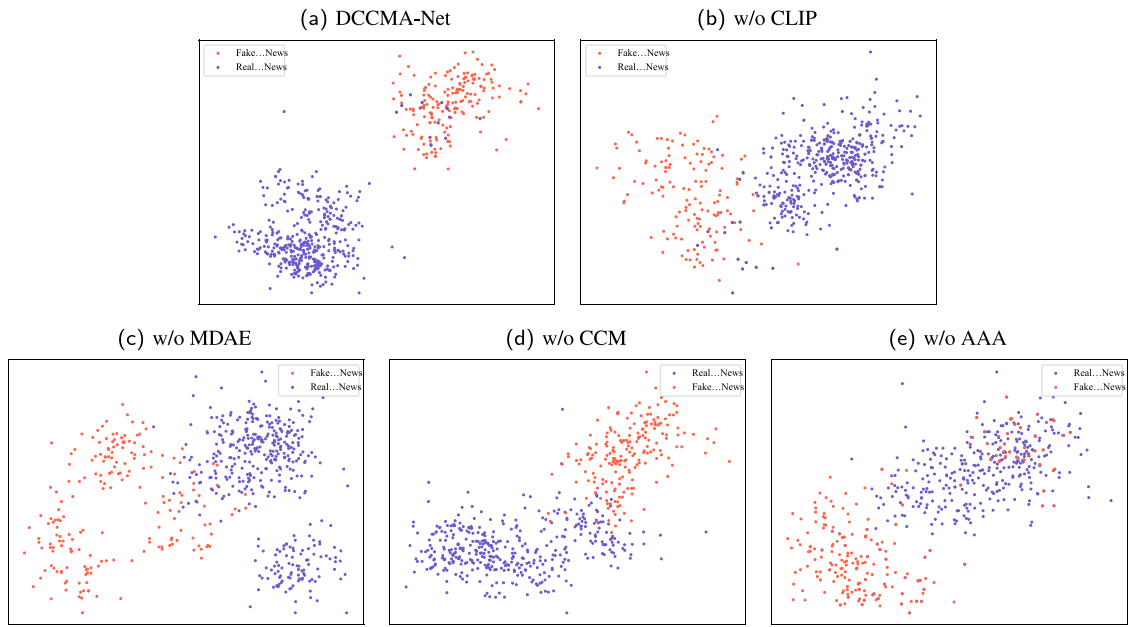 (a) DCCMA-Net
Fake...News
Real...News
(b) w/o CLIP
Fake...News
Real...News
(c) w/o MDAE
Fake...News
Real...News
(d) w/o CCM
Real...News
Fake...News
(e) w/o AAA
Real...News
Fake...News